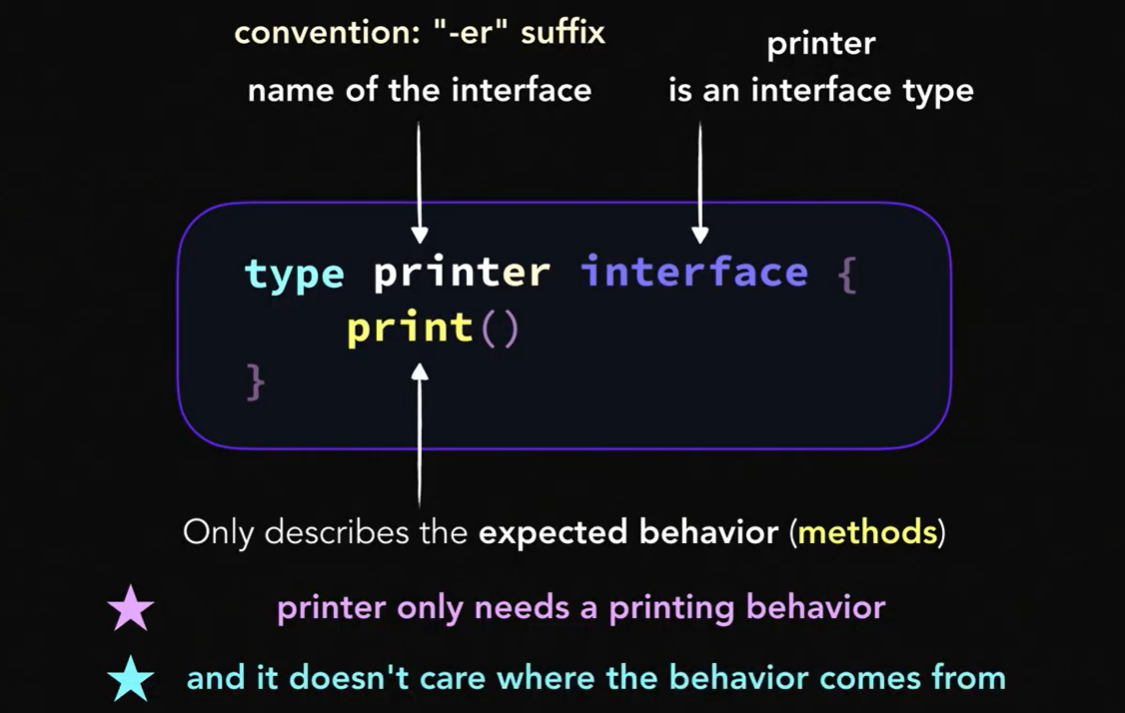 convention: "-er" suffix
name of the interface
printer
is an interface type
type printer interface {
print()
}
Only describes the expected behavior (methods)
printer only needs a printing behavior
and it doesn't care where the behavior comes from